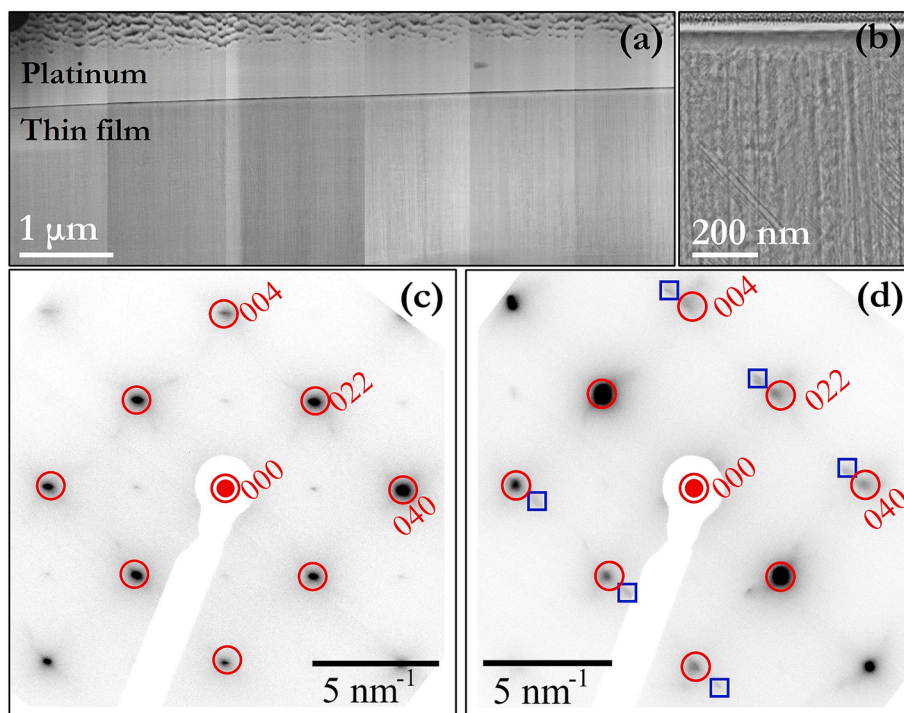 (a)
Platinum
Thin film
1 μm
(b)
200 nm
(c)
004
022
000
040
5 nm⁻¹
(d)
004
022
000
040
5 nm⁻¹